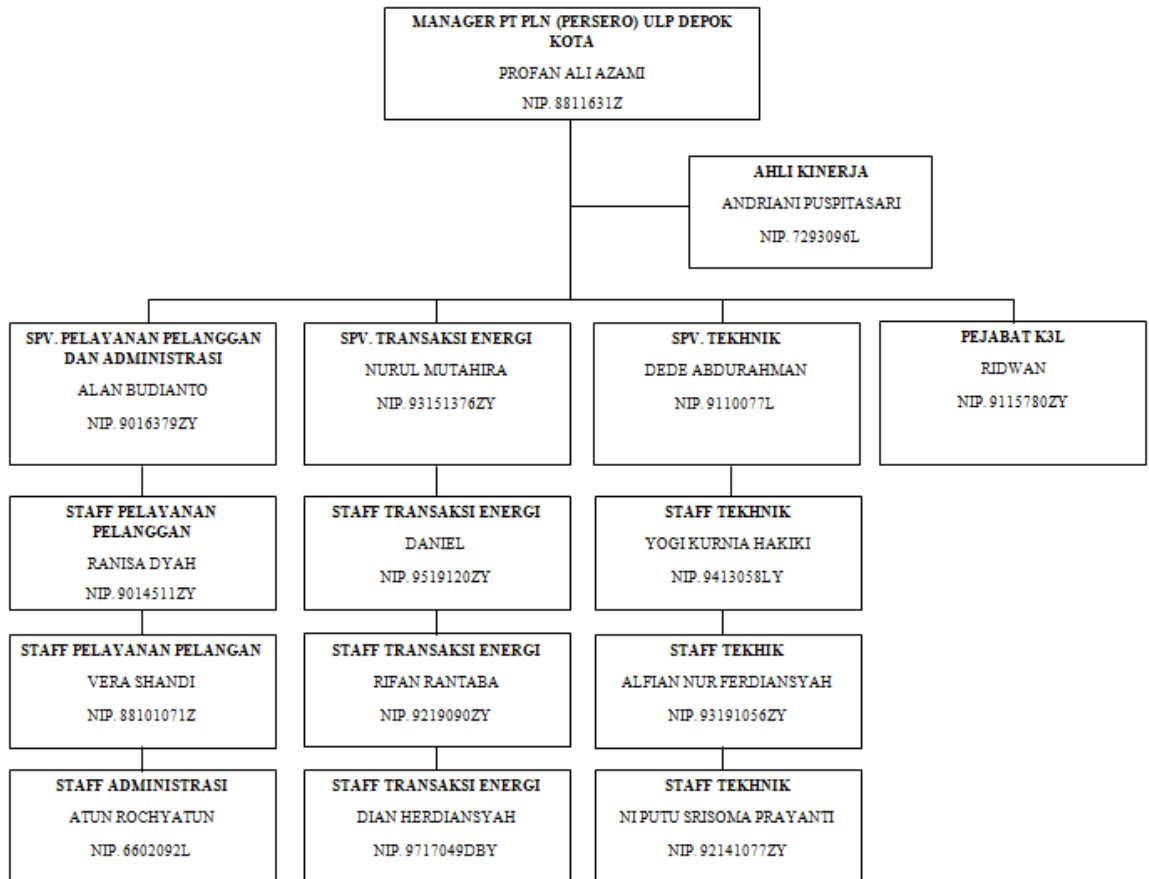 MANAGER PT PLN (PERSERO) ULP DEPOK
KOTA
PROFAN ALI AZAMI
NIP. 8811631Z
AHLI KINERJA
ANDRIANI PUSPITASARI
NIP. 7293096L
SPV. PELAYANAN PELANGGAN
DAN ADMINISTRASI
ALAN BUDIANTO
NIP. 9016379ZY
SPV. TRANSAKSI ENERGI
NURUL MUTAHIRA
NIP. 93151376ZY
SPV. TEKHNIK
DEDE ABDURAHMAN
NIP. 9110077L
PEJABAT K3L
RIDWAN
NIP. 9115780ZY
STAFF PELAYANAN
PELANGGAN
RANISA DYAH
NIP. 9014511ZY
STAFF TRANSAKSI ENERGI
DANIEL
NIP. 9519120ZY
STAFF TEKHNIK
YOGI KURNIA HAKIKI
NIP. 9413058LY
STAFF PELAYANAN PELANGAN
VERA SHANDI
NIP. 88101071Z
STAFF TRANSAKSI ENERGI
RIFAN RANTABA
NIP. 9219090ZY
STAFF TEKHIK
ALFIAN NUR FERDIANSYAH
NIP. 93191056ZY
STAFF ADMINISTRASI
ATUN ROCHYATUN
NIP. 6602092L
STAFF TRANSAKSI ENERGI
DIAN HERDIANSYAH
NIP. 9717049DBY
STAFF TEKHNIK
NI PUTU SRISOMA PRAYANTI
NIP. 92141077ZY